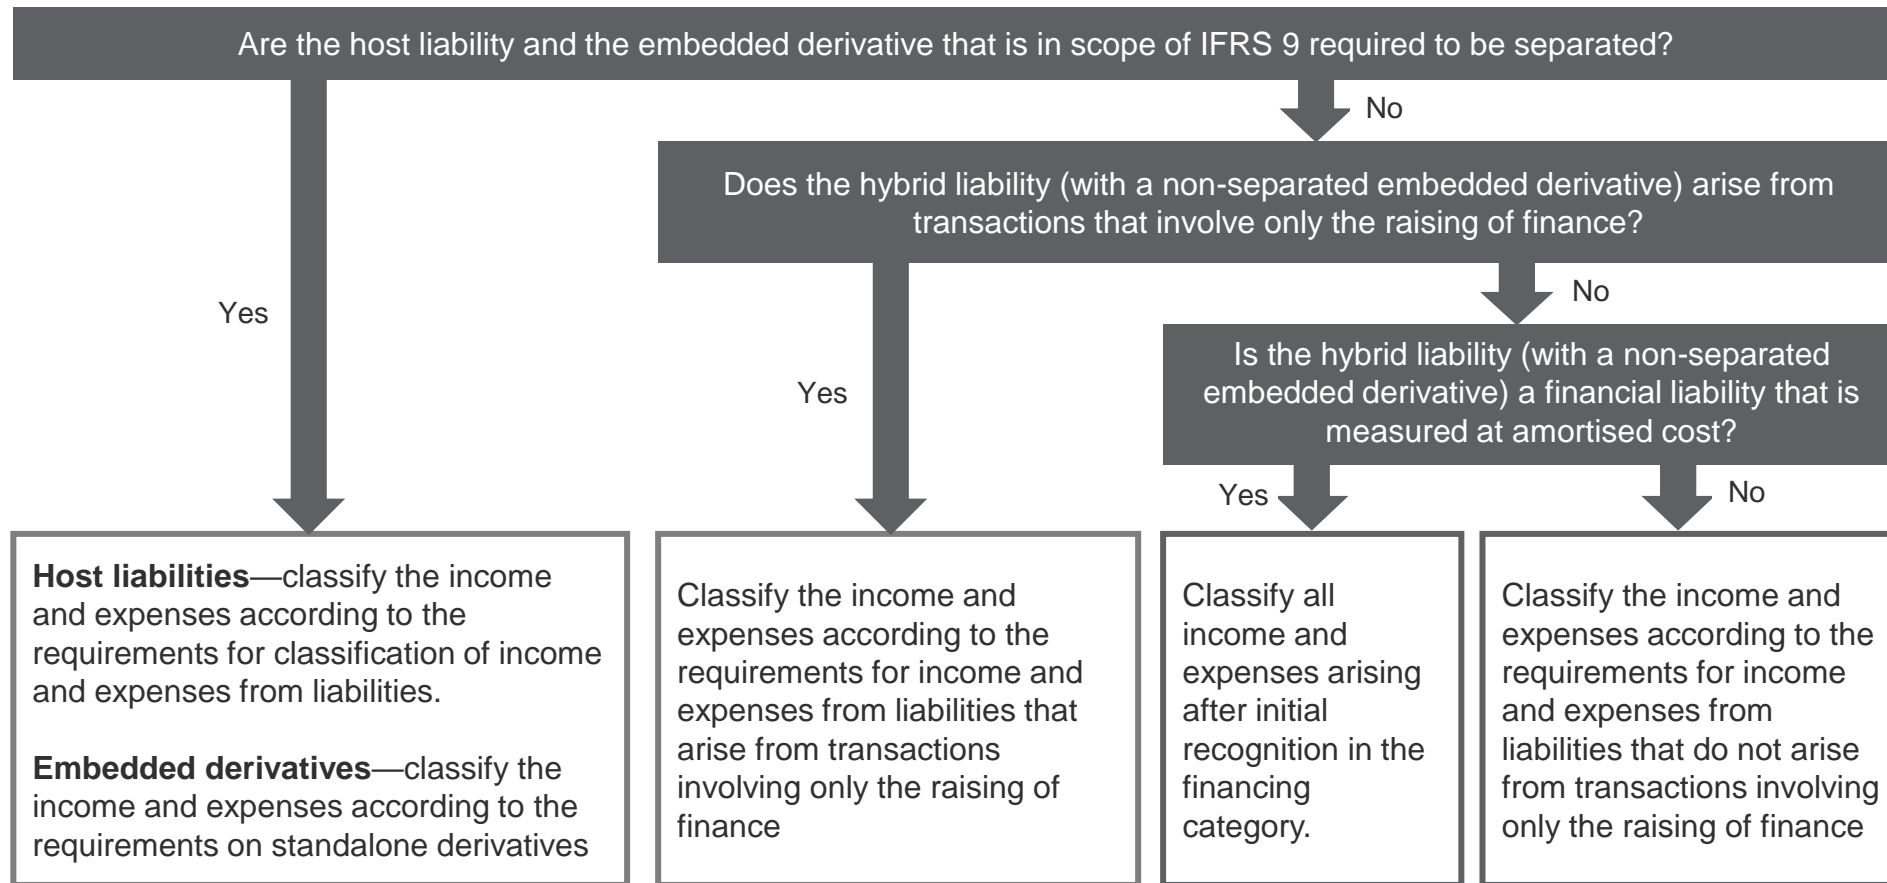 Are the host liability and the embedded derivative that is in scope of IFRS 9 required to be separated?
No
Does the hybrid liability (with a non-separated embedded derivative) arise from
transactions that involve only the raising of finance?
Yes
No
Is the hybrid liability (with a non-separated
embedded derivative) a financial liability that is
measured at amortised cost?
Yes
Yes
No
Host liabilities—classify the income
and expenses according to the
requirements for classification of income
and expenses from liabilities.
Embedded derivatives—classify the
income and expenses according to the
requirements on standalone derivatives
Classify the income and
expenses according to the
requirements for income and
expenses from liabilities that
arise from transactions
involving only the raising of
finance
Classify all
income and
expenses arising
after initial
recognition in the
financing
category.
Classify the income and
expenses according to the
requirements for income
and expenses from
liabilities that do not arise
from transactions involving
only the raising of finance